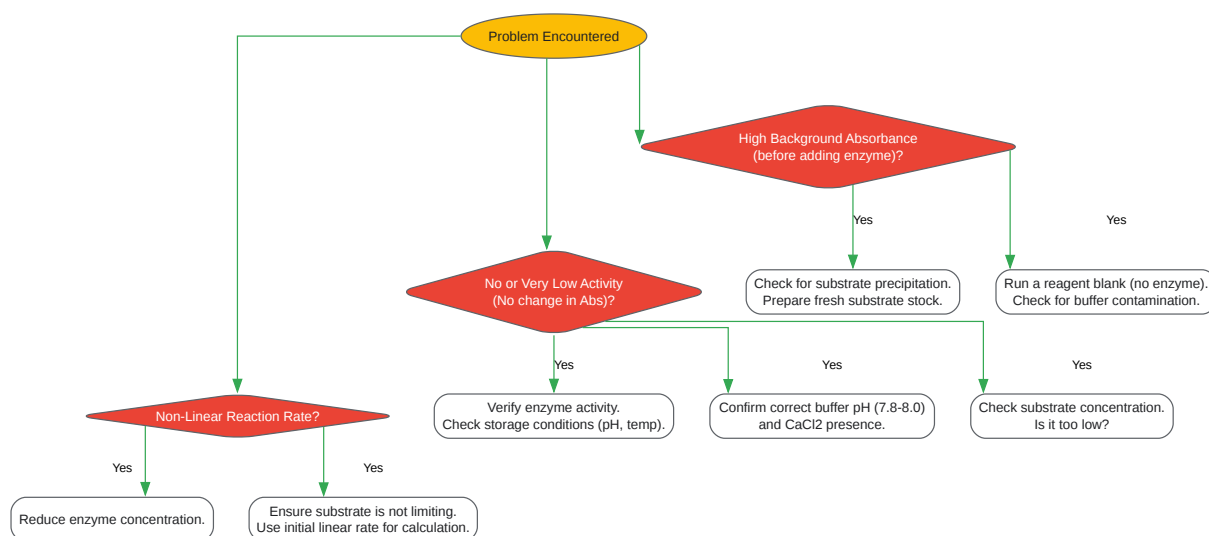 Problem Encountered
High Background Absorbance
(before adding enzyme)?
Yes
Yes
Check for substrate precipitation.
Prepare fresh substrate stock.
Run a reagent blank (no enzyme).
Check for buffer contamination.
No or Very Low Activity
(No change in Abs)?
Yes
Yes
Yes
Verify enzyme activity.
Check storage conditions (pH, temp).
Confirm correct buffer pH (7.8-8.0)
and CaCl2 presence.
Check substrate concentration.
Is it too low?
Non-Linear Reaction Rate?
Yes
Yes
Reduce enzyme concentration.
Ensure substrate is not limiting.
Use initial linear rate for calculation.